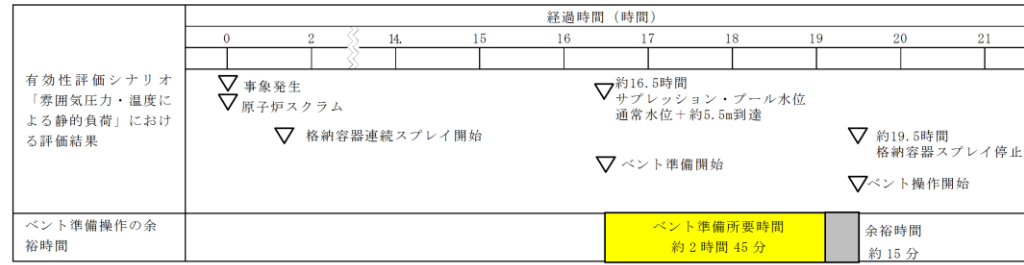 経過時間（時間）
0 2 14. 15 16 17 18 19 20 21
有効性評価シナリオ
「雰囲気圧力・温度に
よる静的負荷」におけ
る評価結果
事象発生
原子炉スクラム
格納容器連続スプレイ開始
約16.5時間
サプレッション・プール水位
通常水位＋約5.5m到達
ベント準備開始
約19.5時間
格納容器スプレイ停止
ベント操作開始
ベント準備操作の余
裕時間
ベント準備所要時間
約 2 時間 45 分
余裕時間
約 15 分